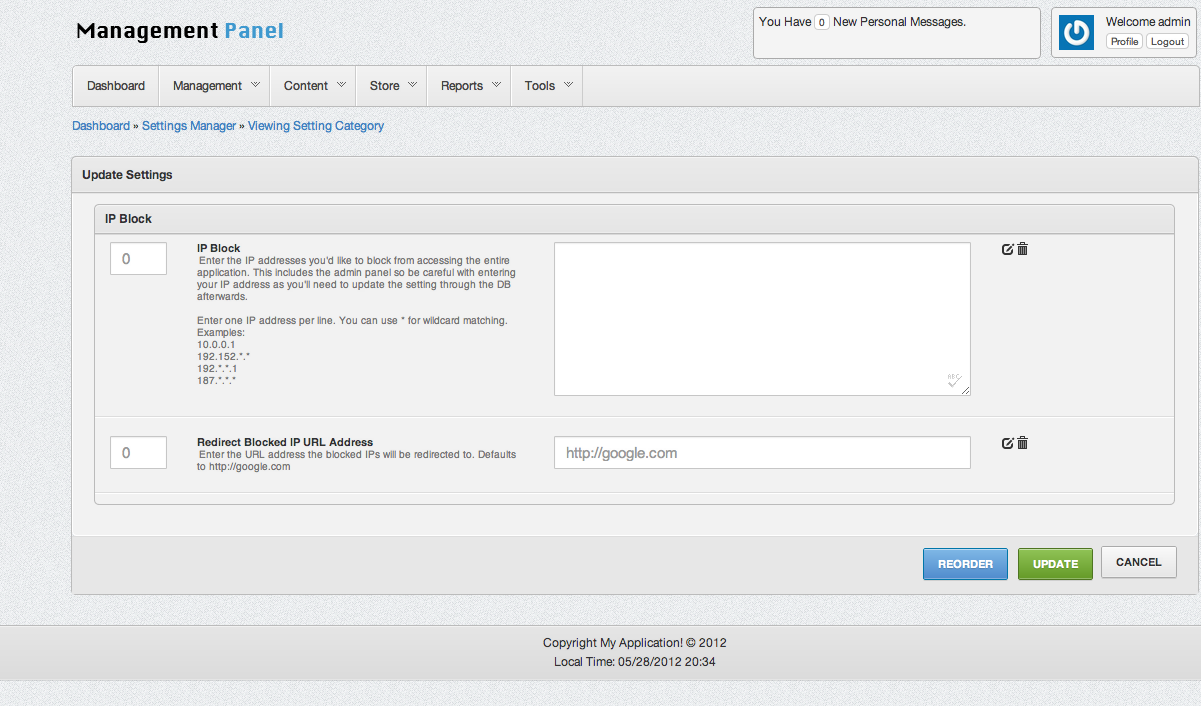 Management Panel
You Have 0 New Personal Messages.
Welcome admin
Profile Logout
Dashboard Management Content Store Reports Tools
Dashboard » Settings Manager » Viewing Setting Category
Update Settings
IP Block
0
IP Block
Enter the IP addresses you'd like to block from accessing the entire
application. This includes the admin panel so be careful with entering
your IP address as you'll need to update the setting through the DB
afterwards.
Enter one IP address per line. You can use * for wildcard matching.
Examples:
10.0.0.1
192.152.*.*
192.*.*.1
187.*.*.*
ABC
0
Redirect Blocked IP URL Address
Enter the URL address the blocked IPs will be redirected to. Defaults
to http://google.com
http://google.com
REORDER UPDATE CANCEL
Copyright My Application! © 2012
Local Time: 05/28/2012 20:34